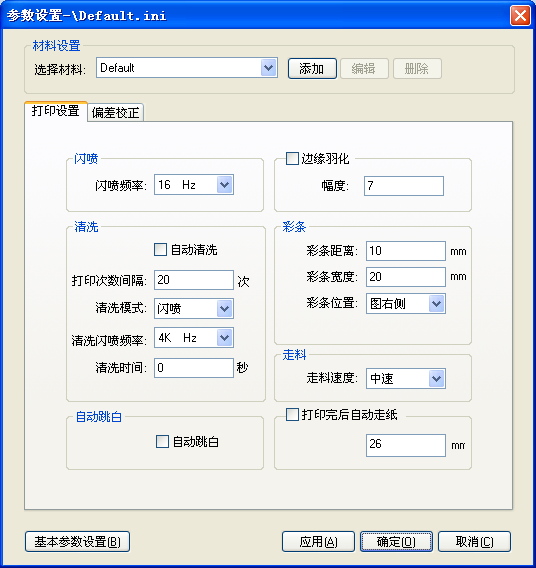 参数设置-\Default.ini
材料设置
选择材料: Default 添加 编辑 删除
打印设置 偏差校正
闪喷
闪喷频率: 16 Hz
边缘羽化
幅度: 7
清洗
自动清洗
打印次数间隔: 20 次
清洗模式: 闪喷
清洗闪喷频率: 4K Hz
清洗时间: 0 秒
彩条
彩条距离: 10 mm
彩条宽度: 20 mm
彩条位置: 图右侧
走料
走料速度: 中速
自动跳白
自动跳白
打印完后自动走纸
26 mm
基本参数设置(B) 应用(A) 确定(O) 取消(C)